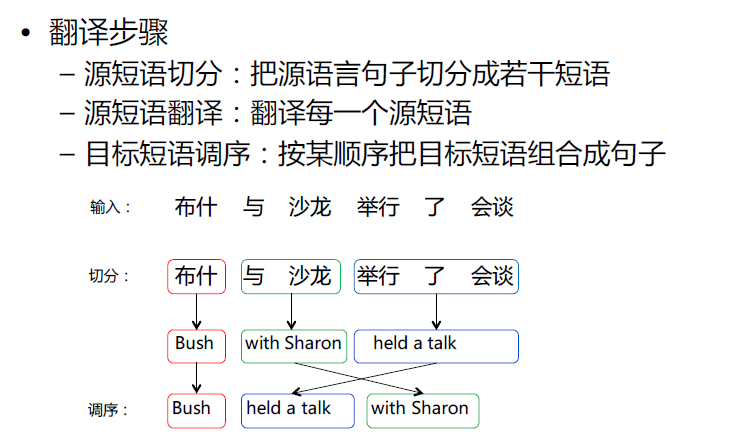 • 翻译步骤
– 源短语切分：把源语言句子切分成若干短语
– 源短语翻译：翻译每一个源短语
– 目标短语调序：按某顺序把目标短语组合成句子
输入： 布什 与 沙龙 举行 了 会谈
切分： 布什 与 沙龙 举行 了 会谈
Bush with Sharon held a talk
调序： Bush held a talk with Sharon